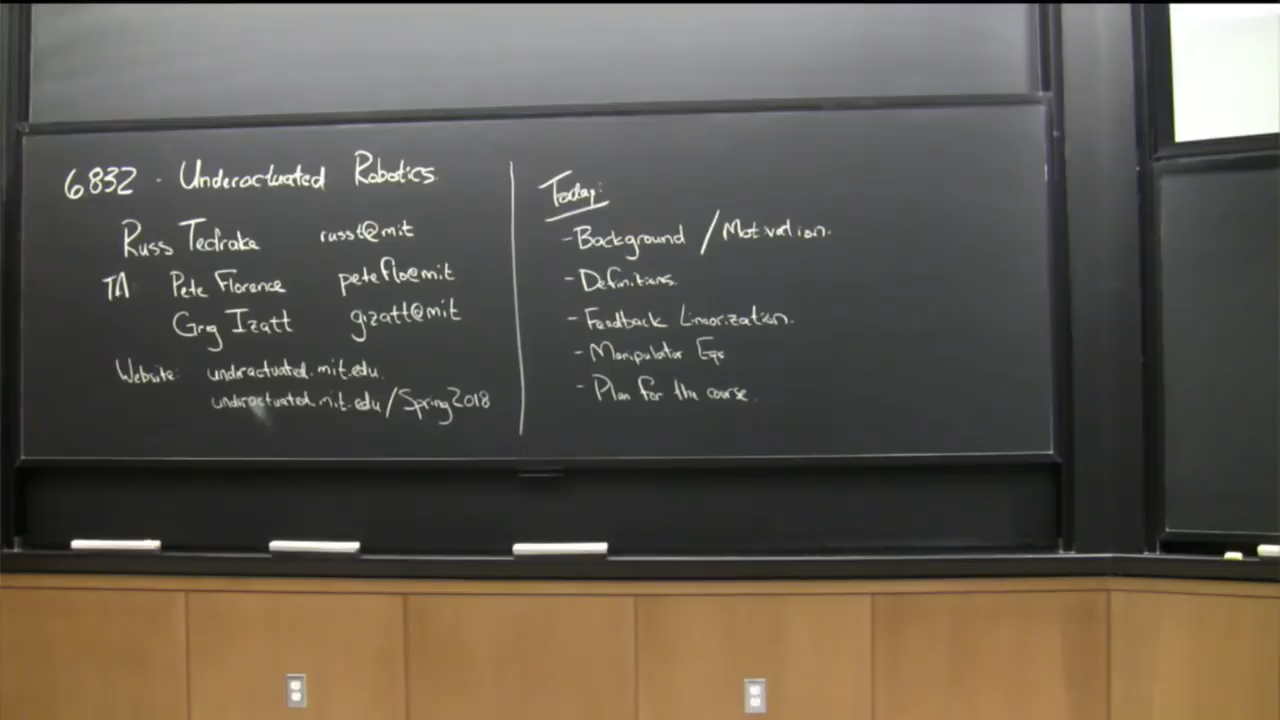 6832 - Underactuated Robotics
Russ Tedrake russt@mit
TA Pete Florence peteflo@mit
Greg Izatt gizatt@mit
Website: underactuated.mit.edu
underactuated.mit.edu/Spring2018
Today:
- Background / Motivation.
- Definitions.
- Feedback Linearization.
- Manipulator Eqs
- Plan for the course.